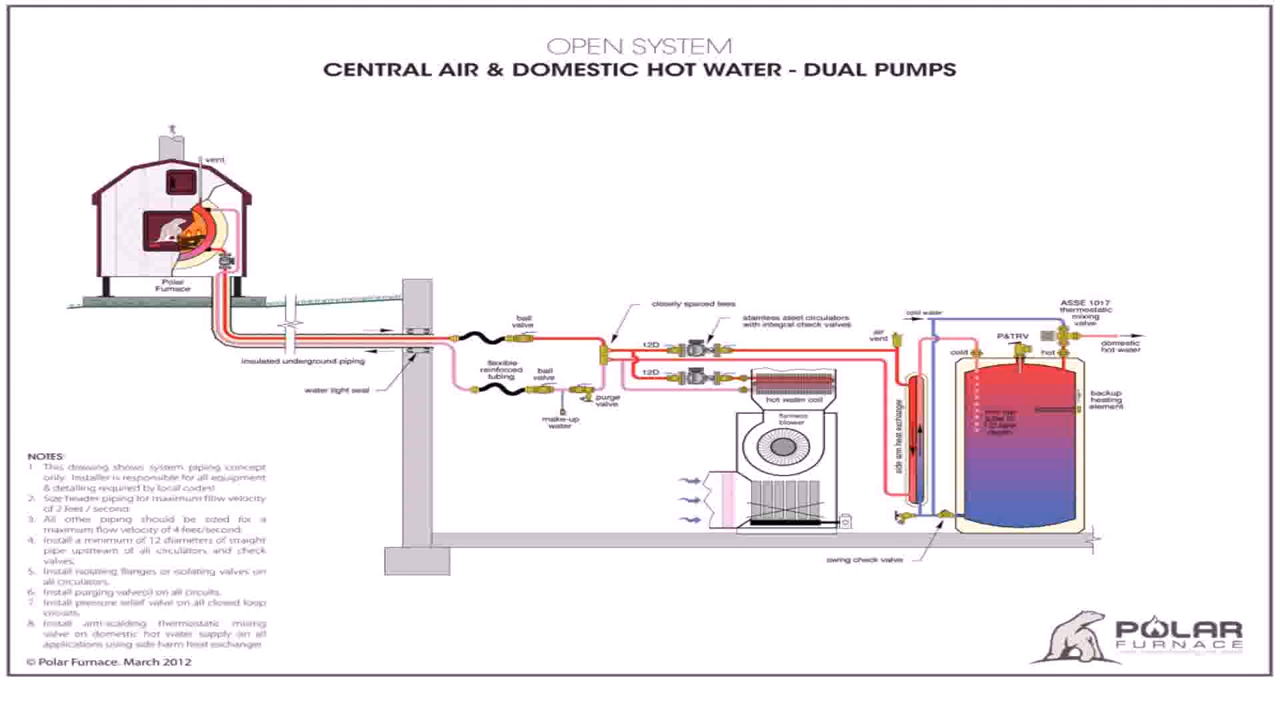 OPEN SYSTEM
CENTRAL AIR & DOMESTIC HOT WATER - DUAL PUMPS
vent
Polar
Furnace
insulated underground piping
water tight seal
ball
valve
flexible
reinforced
tubing
ball
valve
make-up
water
purge
valve
closely spaced tees
12D
12D
stainless steel circulators
with integral check valves
hot water coil
furnace
blower
air
vent
side arm heat exchanger
cold water
cold
P&TRV
hot
ASSE 1017
thermostatic
mixing
valve
domestic
hot water
backup
heating
element
swing check valve
NOTES:
1. This drawing shows system piping concept
only. Installer is responsible for all equipment
& detailing required by local codes!
2. Size header piping for maximum flow velocity
of 2 feet / second.
3. All other piping should be sized for a
maximum flow velocity of 4 feet/second.
4. Install a minimum of 12 diameters of straight
pipe upstream of all circulators and check
valves.
5. Install isolating flanges or isolating valves on
all circulators.
6. Install purging valve(s) on all circuits.
7. Install pressure relief valve on all closed loop
circuits.
8. Install anti-scalding thermostatic mixing
valve on domestic hot water supply on all
applications using side harm heat exchanger
© Polar Furnace. March 2012
POLAR
FURNACE